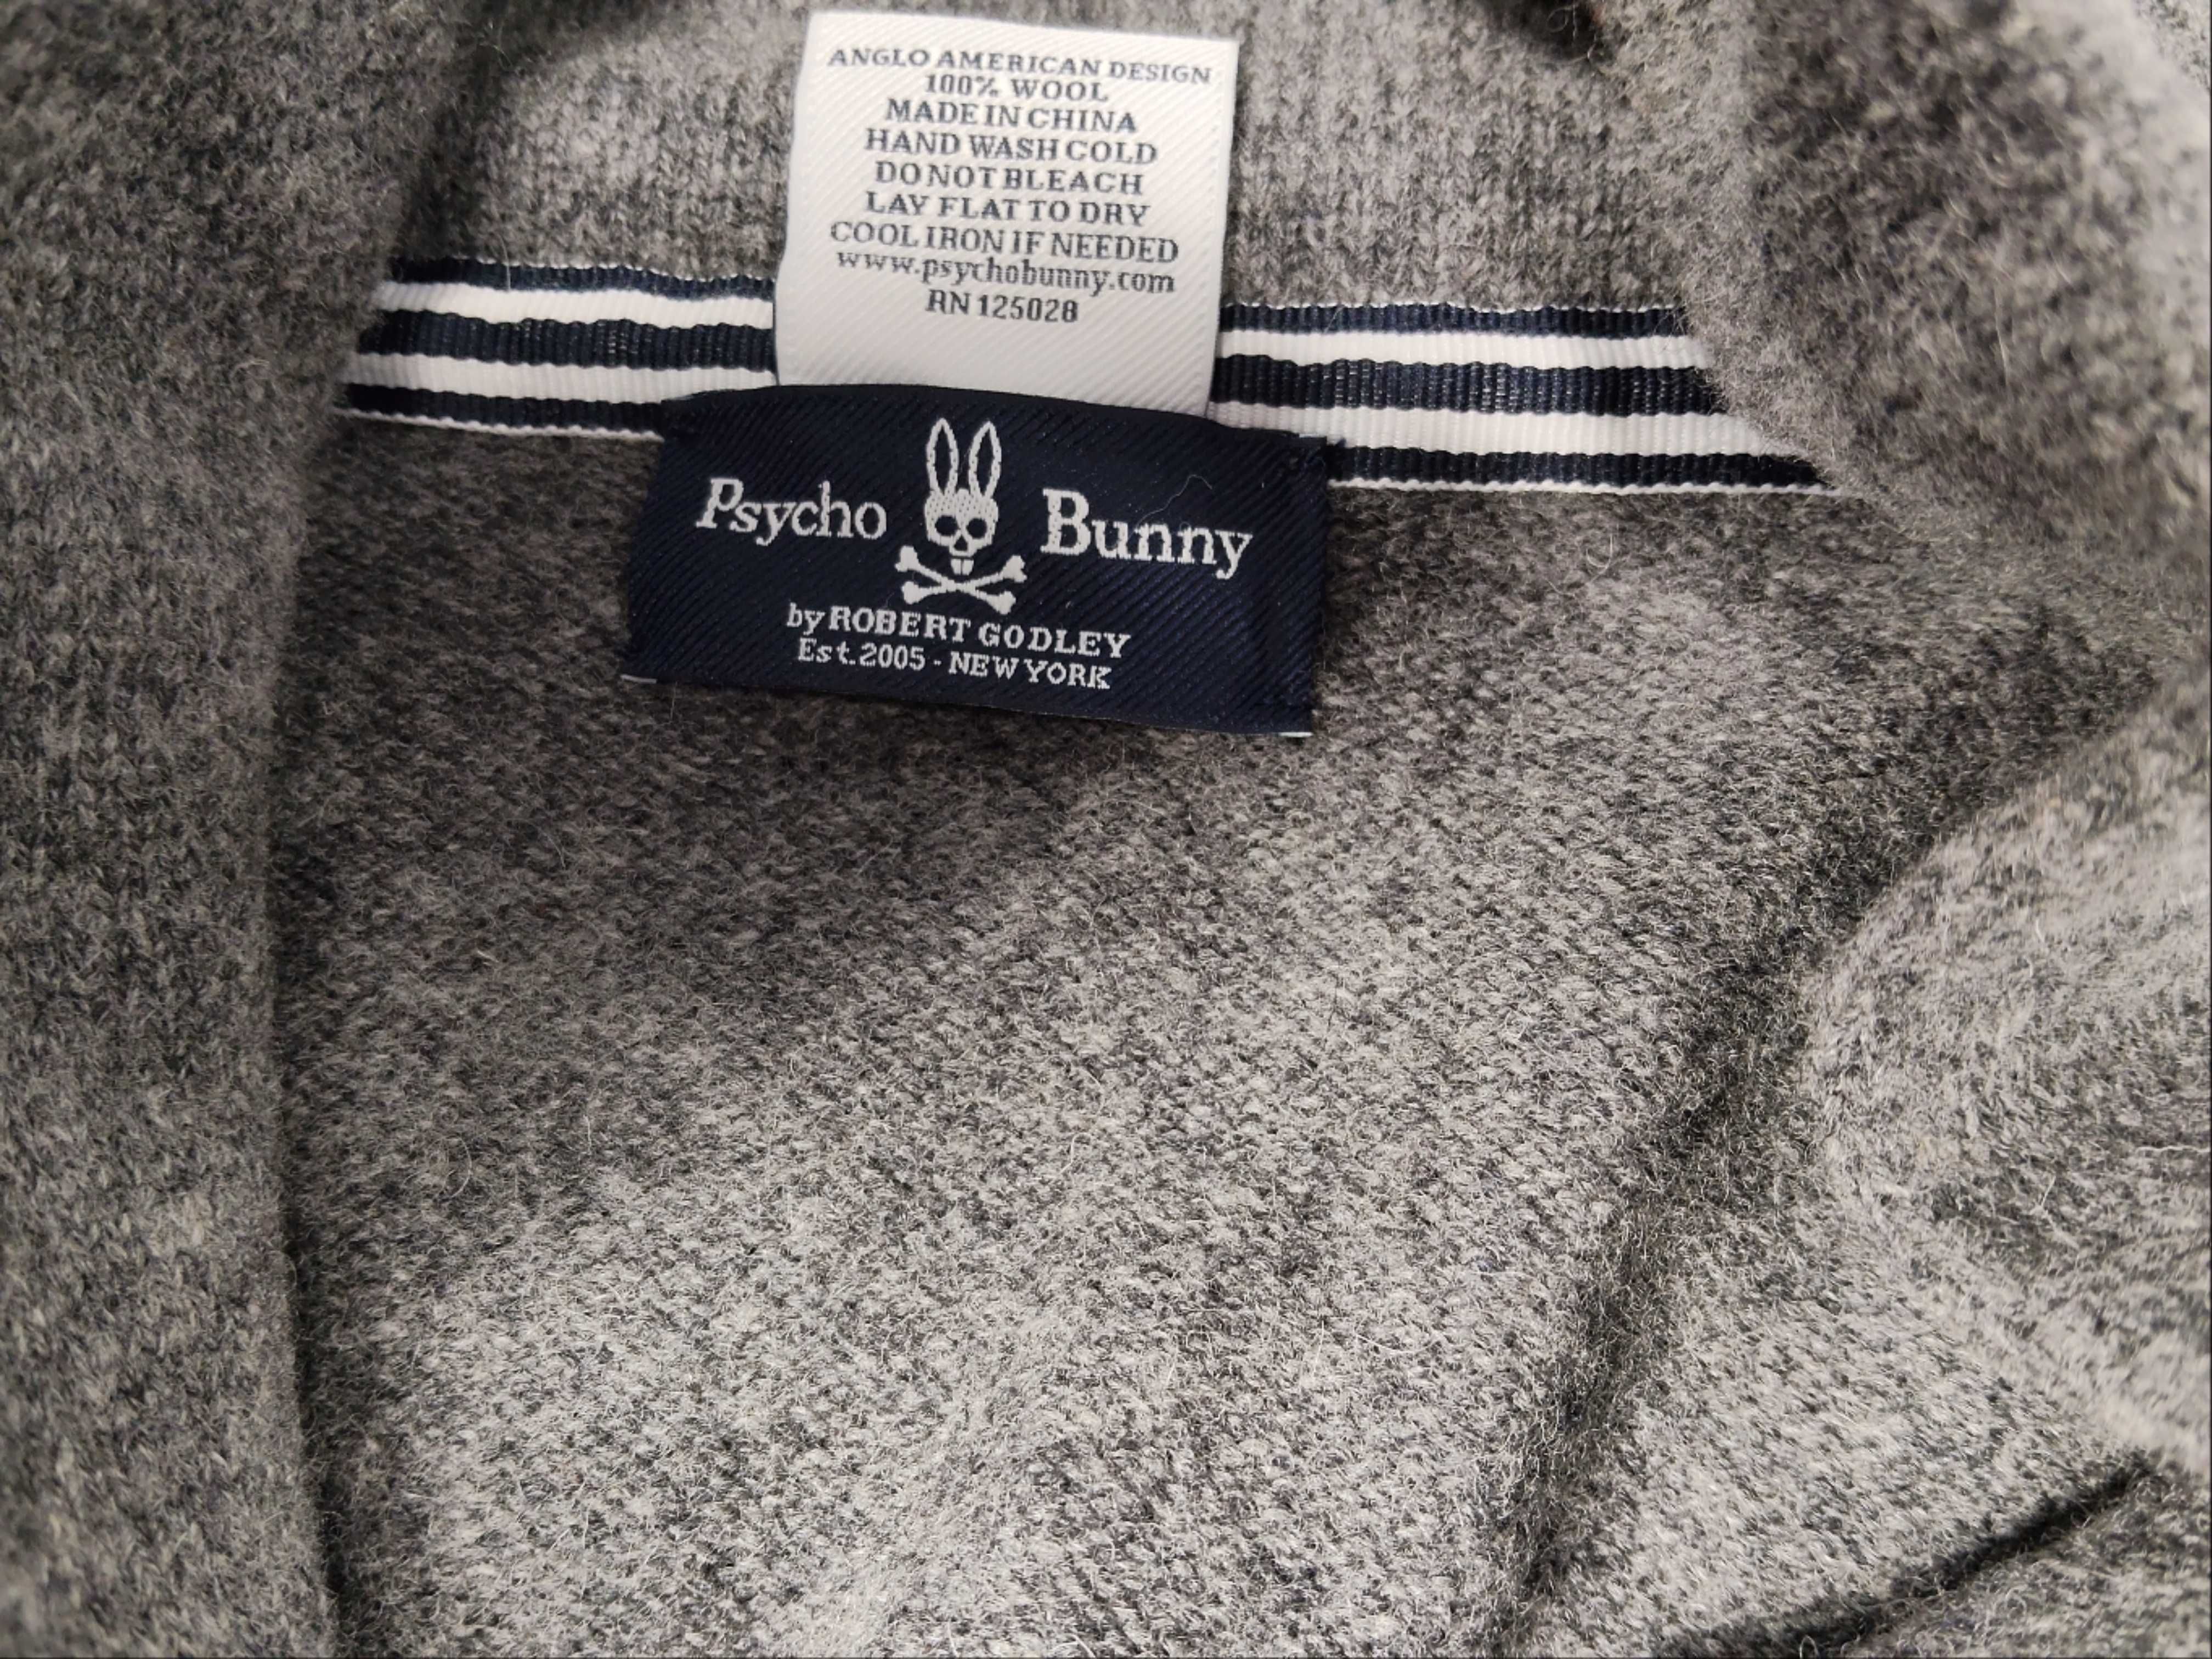 ANGLO AMERICAN DESIGN
100% WOOL
MADE IN CHINA
HAND WASH COLD
DO NOT BLEACH
LAY FLAT TO DRY
COOL IRON IF NEEDED
www.psychobunny.com
RN 125028
Psycho Bunny
by ROBERT GODLEY
Est.2005 - NEW YORK